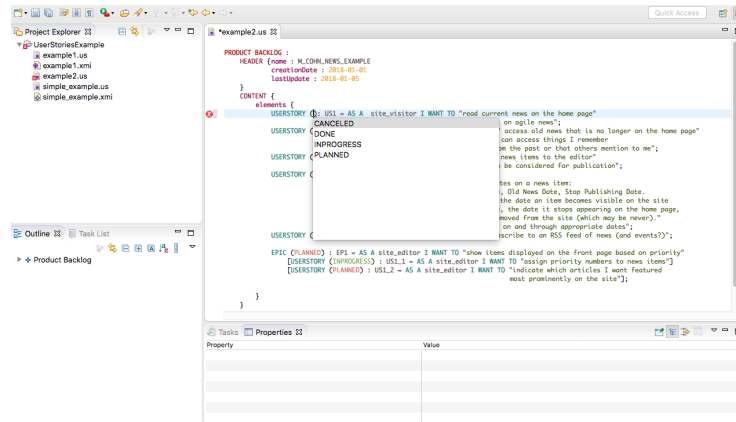 Quick Access
Project Explorer
UserStoriesExample
example1.us
example1.xmi
example2.us
simple_example.us
simple_example.xmi
*example2.us
PRODUCT BACKLOG :
HEADER {name : M_COHN_NEWS_EXAMPLE
creationDate : 2018-01-01
lastUpdate : 2018-01-05
}
CONTENT {
elements {
USERSTORY (): US1 = AS A site_visitor I WANT TO "read current news on the home page"
on agile news";
USERSTORY ( access old news that is no longer on the home page"
can access things I remember
om the past or that others mention to me";
USERSTORY ( news items to the editor"
be considered for publication";
USERSTORY (
tes on a news item:
, Old News Date, Stop Publishing Date.
the date an item becomes visible on the site
, the date it stops appearing on the home page,
moved from the site (which may be never)."
on and through appropriate dates";
USERSTORY ( scribe to an RSS feed of news (and events?)";
CANCELED
DONE
INPROGRESS
PLANNED
EPIC (PLANNED) : EP1 = AS A site_editor I WANT TO "show items displayed on the front page based on priority"
[USERSTORY (INPROGRESS) : US1_1 = AS A site_editor I WANT TO "assign priority numbers to news items"]
[USERSTORY (PLANNED) : US1_2 = AS A site_editor I WANT TO "indicate which articles I want featured
most prominently on the site"];
}
}
Outline
Task List
Product Backlog
Tasks
Properties
Property Value